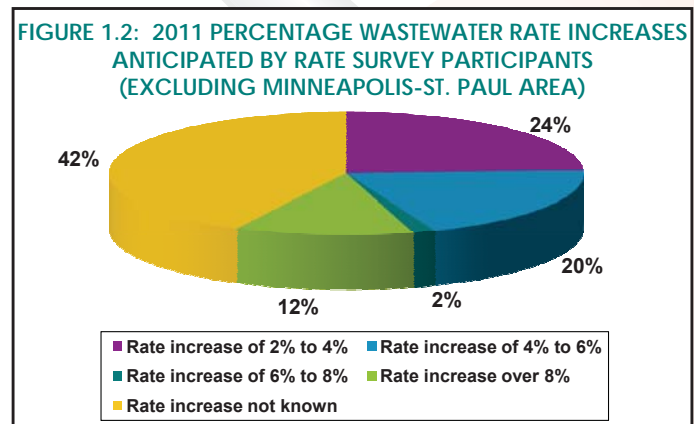 FIGURE 1.2: 2011 PERCENTAGE WASTEWATER RATE INCREASES
ANTICIPATED BY RATE SURVEY PARTICIPANTS
(EXCLUDING MINNEAPOLIS-ST. PAUL AREA)
24%
42%
20%
2%
12%
Rate increase of 2% to 4% Rate increase of 4% to 6%
Rate increase of 6% to 8% Rate increase over 8%
Rate increase not known